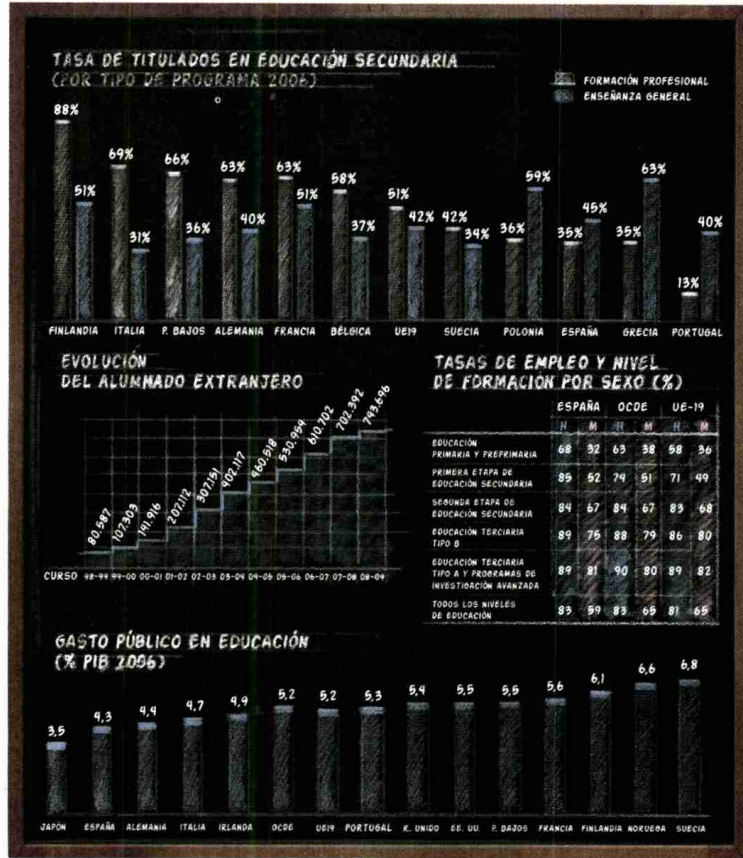 TASA DE TITULADOS EN EDUCACIÓN SECUNDARIA
(POR TIPO DE PROGRAMA 2006)
FORMACIÓN PROFESIONAL
ENSEÑANZA GENERAL
88% 51% 69% 31% 66% 36% 63% 40% 63% 51% 58% 37% 51% 42% 42% 34% 36% 59% 35% 45% 35% 63% 13% 40%
FINLANDIA ITALIA P. BAJOS ALEMANIA FRANCIA BÉLGICA UE19 SUECIA POLONIA ESPAÑA GRECIA PORTUGAL
EVOLUCIÓN
DEL ALUMNADO EXTRANJERO
80.587 107.303 141.916 207.112 307.151 402.117 460.518 530.954 610.702 702.392 743.696
CURSO 98-99 99-00 00-01 01-02 02-03 03-04 04-05 05-06 06-07 07-08 08-09
TASAS DE EMPLEO Y NIVEL
DE FORMACIÓN POR SEXO (%)
ESPAÑA OCDE UE-19
H M H M H M
EDUCACIÓN
PRIMARIA Y PREPRIMARIA 68 32 63 38 58 36
PRIMERA ETAPA DE
EDUCACIÓN SECUNDARIA 85 52 74 51 71 49
SEGUNDA ETAPA DE
EDUCACIÓN SECUNDARIA 84 67 84 67 83 68
EDUCACIÓN TERCIARIA
TIPO B 89 75 88 79 86 80
EDUCACIÓN TERCIARIA
TIPO A Y PROGRAMAS DE
INVESTIGACIÓN AVANZADA 89 81 90 80 89 82
TODOS LOS NIVELES
DE EDUCACIÓN 83 59 83 65 81 65
GASTO PÚBLICO EN EDUCACIÓN
(% PIB 2006)
3,5 4,3 4,4 4,7 4,9 5,2 5,2 5,3 5,4 5,5 5,5 5,6 6,1 6,6 6,8
JAPÓN ESPAÑA ALEMANIA ITALIA IRLANDA OCDE UE19 PORTUGAL R. UNIDO EE. UU. P. BAJOS FRANCIA FINLANDIA NORUEGA SUECIA